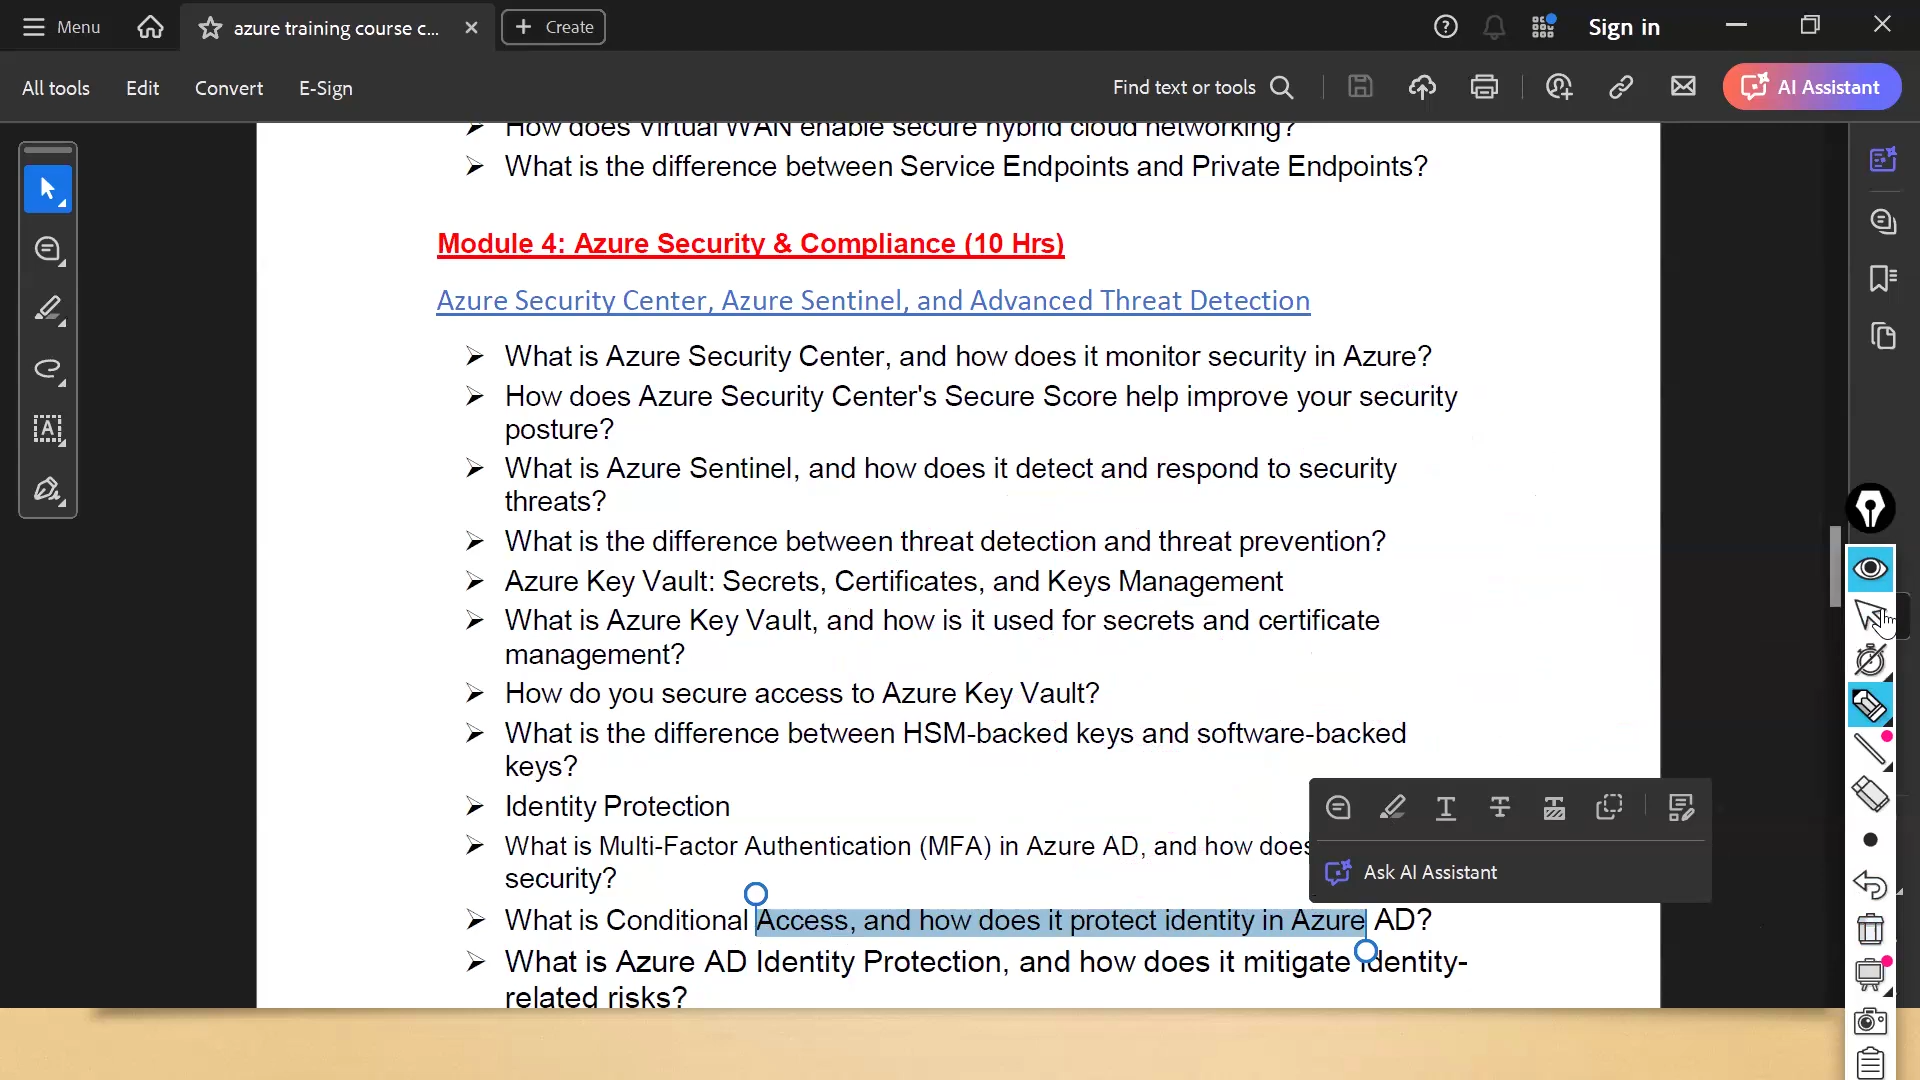 Menu
azure training course c...
Create
Sign in
All tools
Edit
Convert
E-Sign
Find text or tools
AI Assistant
How does Virtual WAN enable secure hybrid cloud networking?
What is the difference between Service Endpoints and Private Endpoints?
Module 4: Azure Security & Compliance (10 Hrs)
Azure Security Center, Azure Sentinel, and Advanced Threat Detection
What is Azure Security Center, and how does it monitor security in Azure?
How does Azure Security Center's Secure Score help improve your security
posture?
What is Azure Sentinel, and how does it detect and respond to security
threats?
What is the difference between threat detection and threat prevention?
Azure Key Vault: Secrets, Certificates, and Keys Management
What is Azure Key Vault, and how is it used for secrets and certificate
management?
How do you secure access to Azure Key Vault?
What is the difference between HSM-backed keys and software-backed
keys?
Identity Protection
What is Multi-Factor Authentication (MFA) in Azure AD, and how does
security?
Ask AI Assistant
What is Conditional Access, and how does it protect identity in Azure AD?
What is Azure AD Identity Protection, and how does it mitigate identity-
related risks?